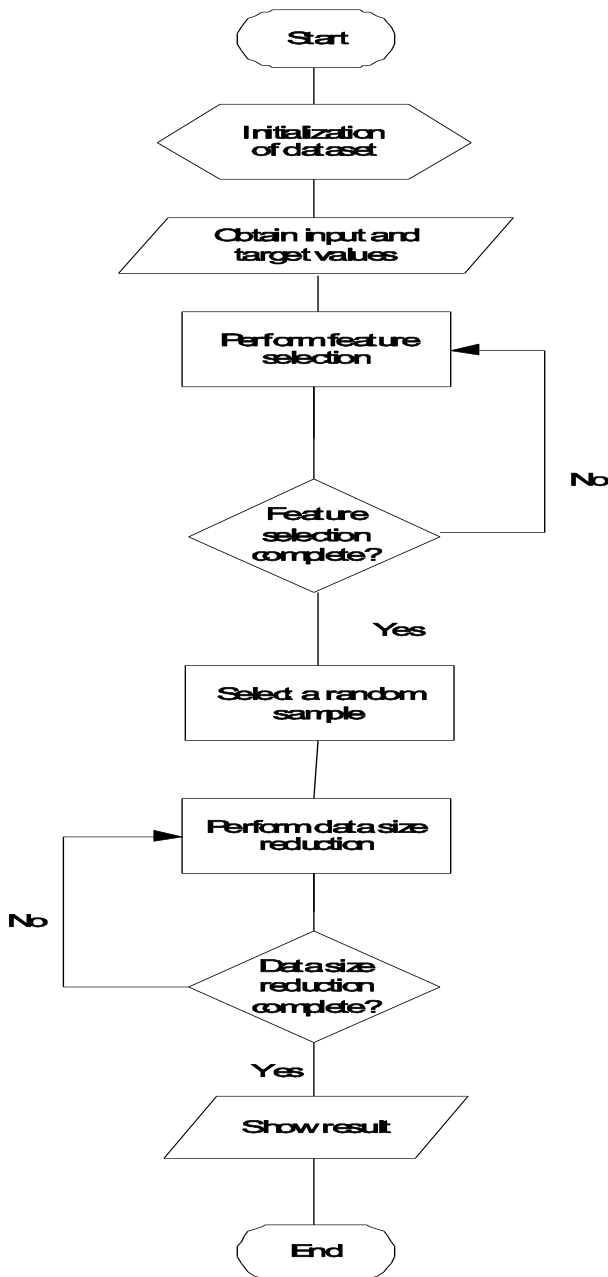 Start
Initialization
of dataset
Obtain input and
target values
Perform feature
selection
No
Feature
selection
complete?
Yes
Select a random
sample
Perform data size
reduction
No
Data size
reduction
complete?
Yes
Show result
End